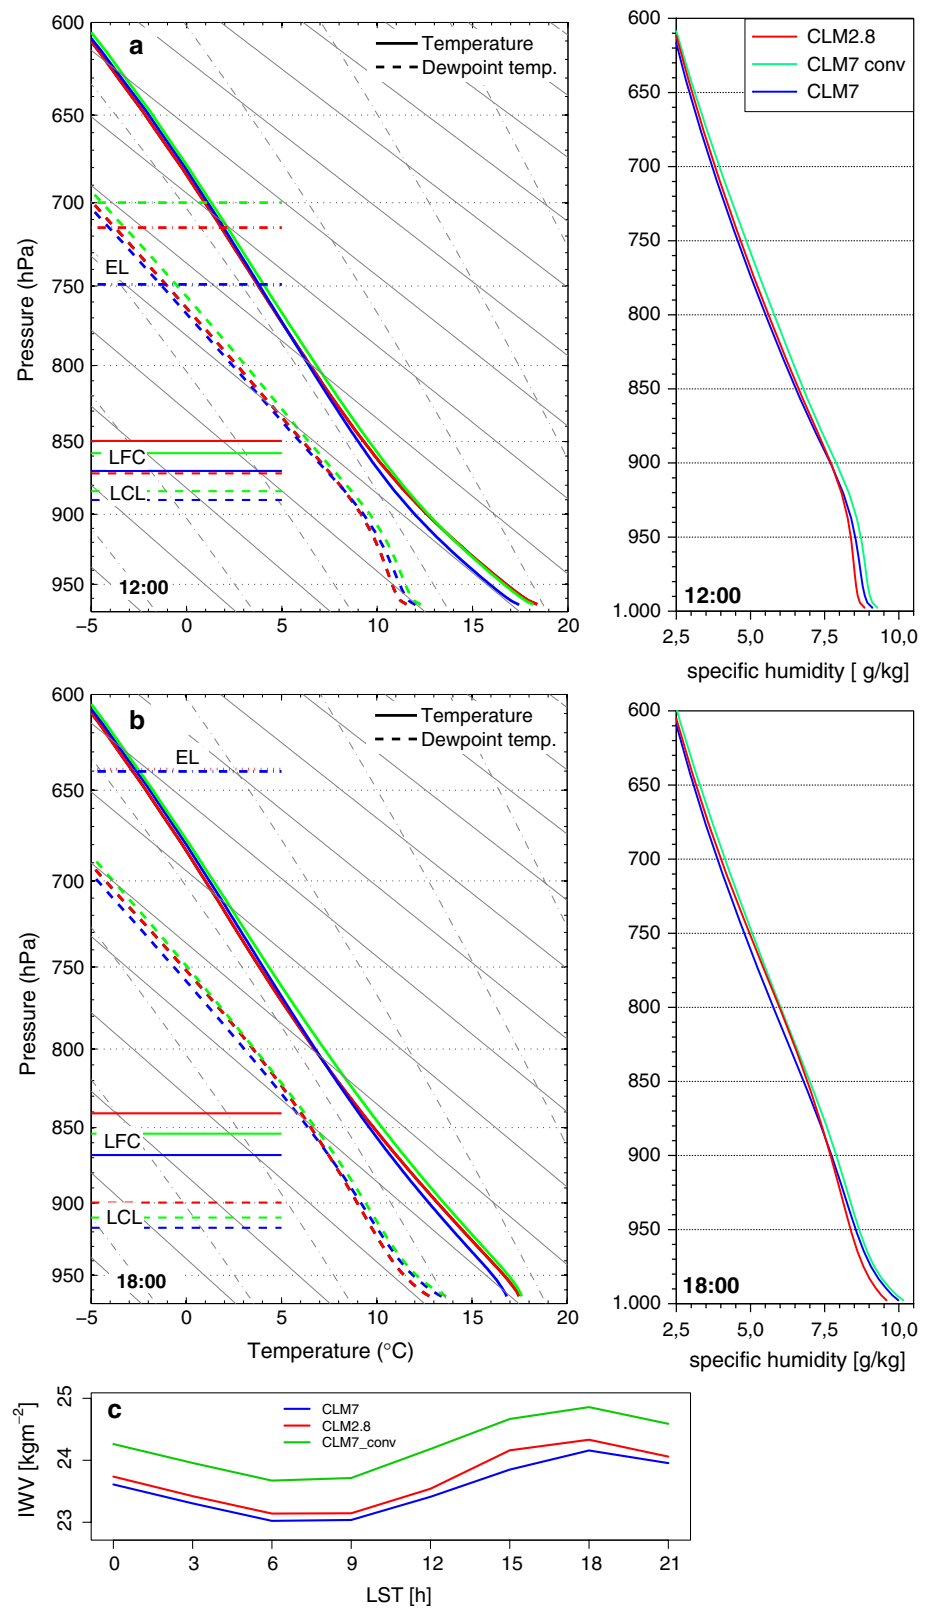 a
Temperature
Dewpoint temp.
600
650
700
750
800
850
900
950
Pressure (hPa)
EL
LFC
LCL
12:00
−5
0
5
10
15
20
CLM2.8
CLM7 conv
CLM7
600
650
700
750
800
850
900
950
1.000
12:00
2,5
5,0
7,5
10,0
specific humidity [ g/kg]
b
Temperature
Dewpoint temp.
600
650
700
750
800
850
900
950
Pressure (hPa)
EL
LFC
LCL
18:00
−5
0
5
10
15
20
Temperature (°C)
600
650
700
750
800
850
900
950
1.000
18:00
2,5
5,0
7,5
10,0
specific humidity [g/kg]
c
CLM7
CLM2.8
CLM7_conv
25
24
23
IWV [kgm−2]
0
3
6
9
12
15
18
21
LST [h]